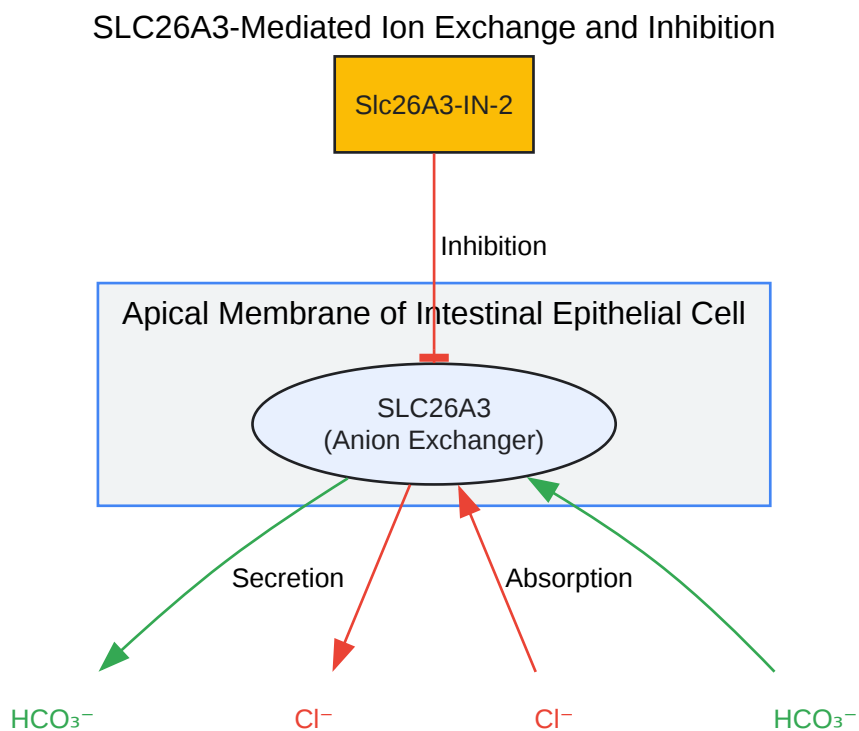 SLC26A3-Mediated Ion Exchange and Inhibition
Slc26A3-IN-2
Inhibition
Apical Membrane of Intestinal Epithelial Cell
SLC26A3
(Anion Exchanger)
Secretion
Absorption
HCO₃⁻
Cl⁻
Cl⁻
HCO₃⁻